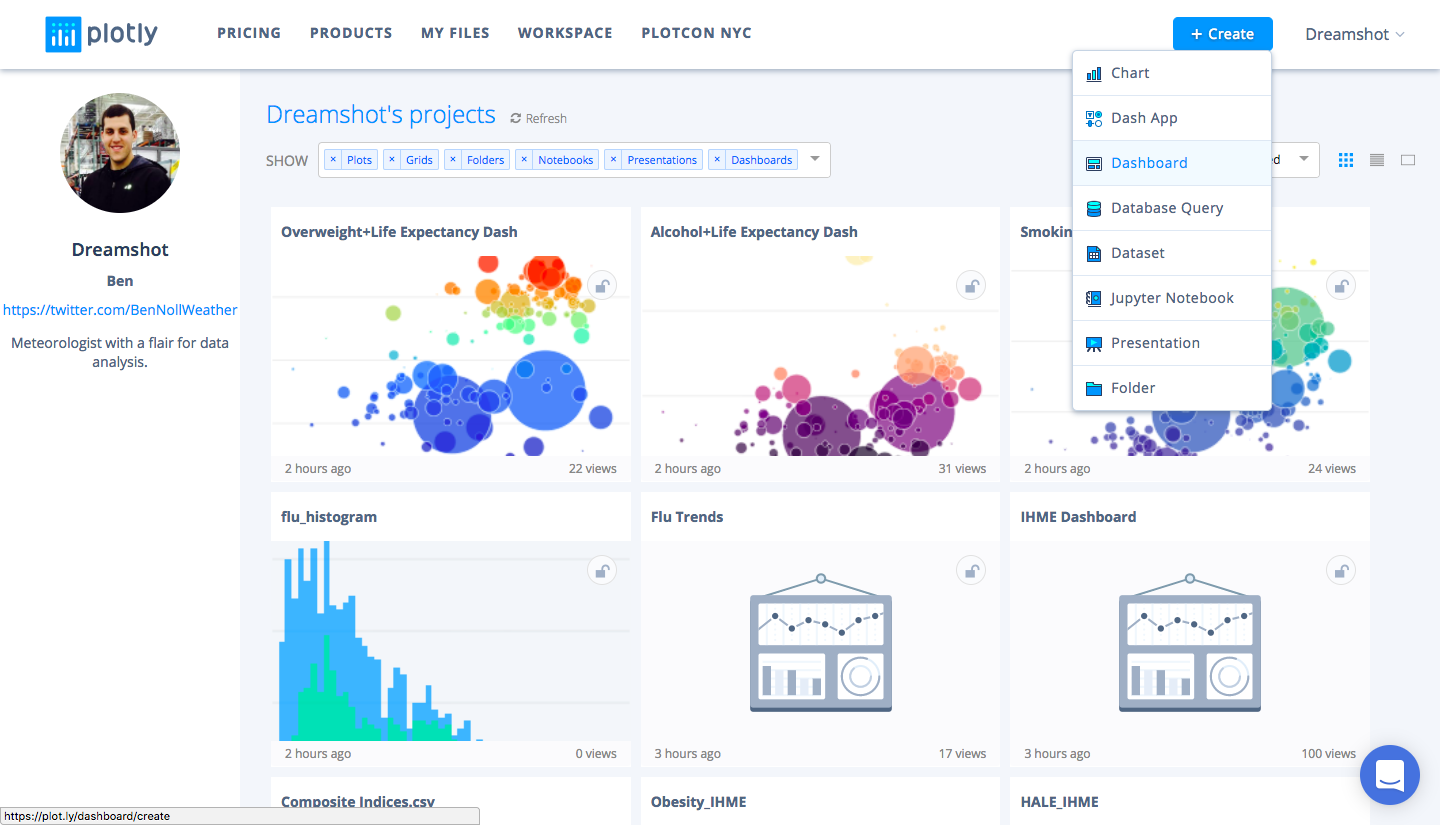 plotly
PRICING PRODUCTS MY FILES WORKSPACE PLOTCON NYC
+ Create
Dreamshot
Chart
Dash App
Dashboard
Database Query
Dataset
Jupyter Notebook
Presentation
Folder
Dreamshot
Ben
https://twitter.com/BenNollWeather
Meteorologist with a flair for data
analysis.
Dreamshot's projects Refresh
SHOW × Plots × Grids × Folders × Notebooks × Presentations × Dashboards
Overweight+Life Expectancy Dash
2 hours ago 22 views
Alcohol+Life Expectancy Dash
2 hours ago 31 views
2 hours ago 24 views
flu_histogram
2 hours ago 0 views
Flu Trends
3 hours ago 17 views
IHME Dashboard
3 hours ago 100 views
Composite Indices.csv
Obesity_IHME
HALE_IHME
https://plot.ly/dashboard/create